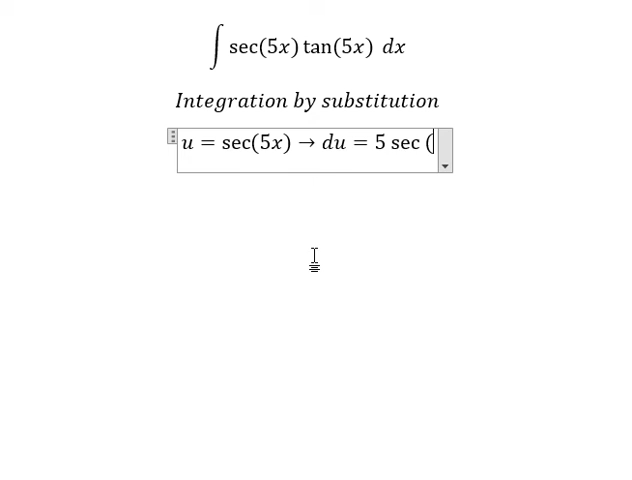 ∫ sec(5x) tan(5x) dx
Integration by substitution
u = sec(5x) → du = 5 sec (